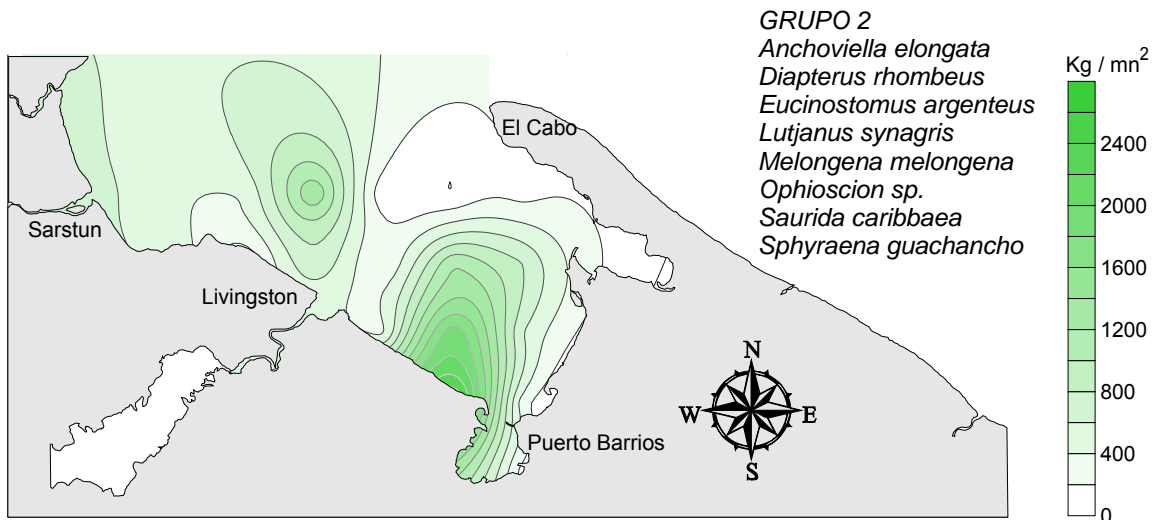 GRUPO 2
Anchoviella elongata
Diapterus rhombeus
Eucinostomus argenteus
Lutjanus synagris
Melongena melongena
Ophioscion sp.
Saurida caribbaea
Sphyraena guachancho
Kg / mn²
2400
2000
1600
1200
800
400
0
El Cabo
Sarstun
Livingston
Puerto Barrios
N
W
E
S